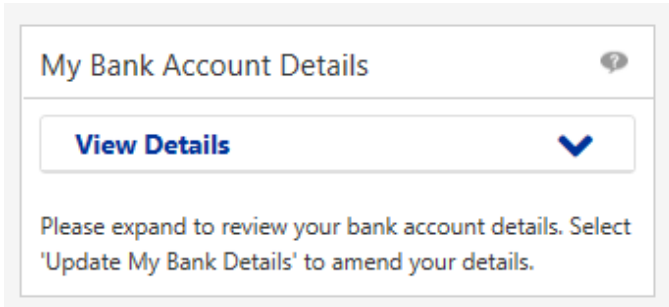 My Bank Account Details
View Details
Please expand to review your bank account details. Select
'Update My Bank Details' to amend your details.